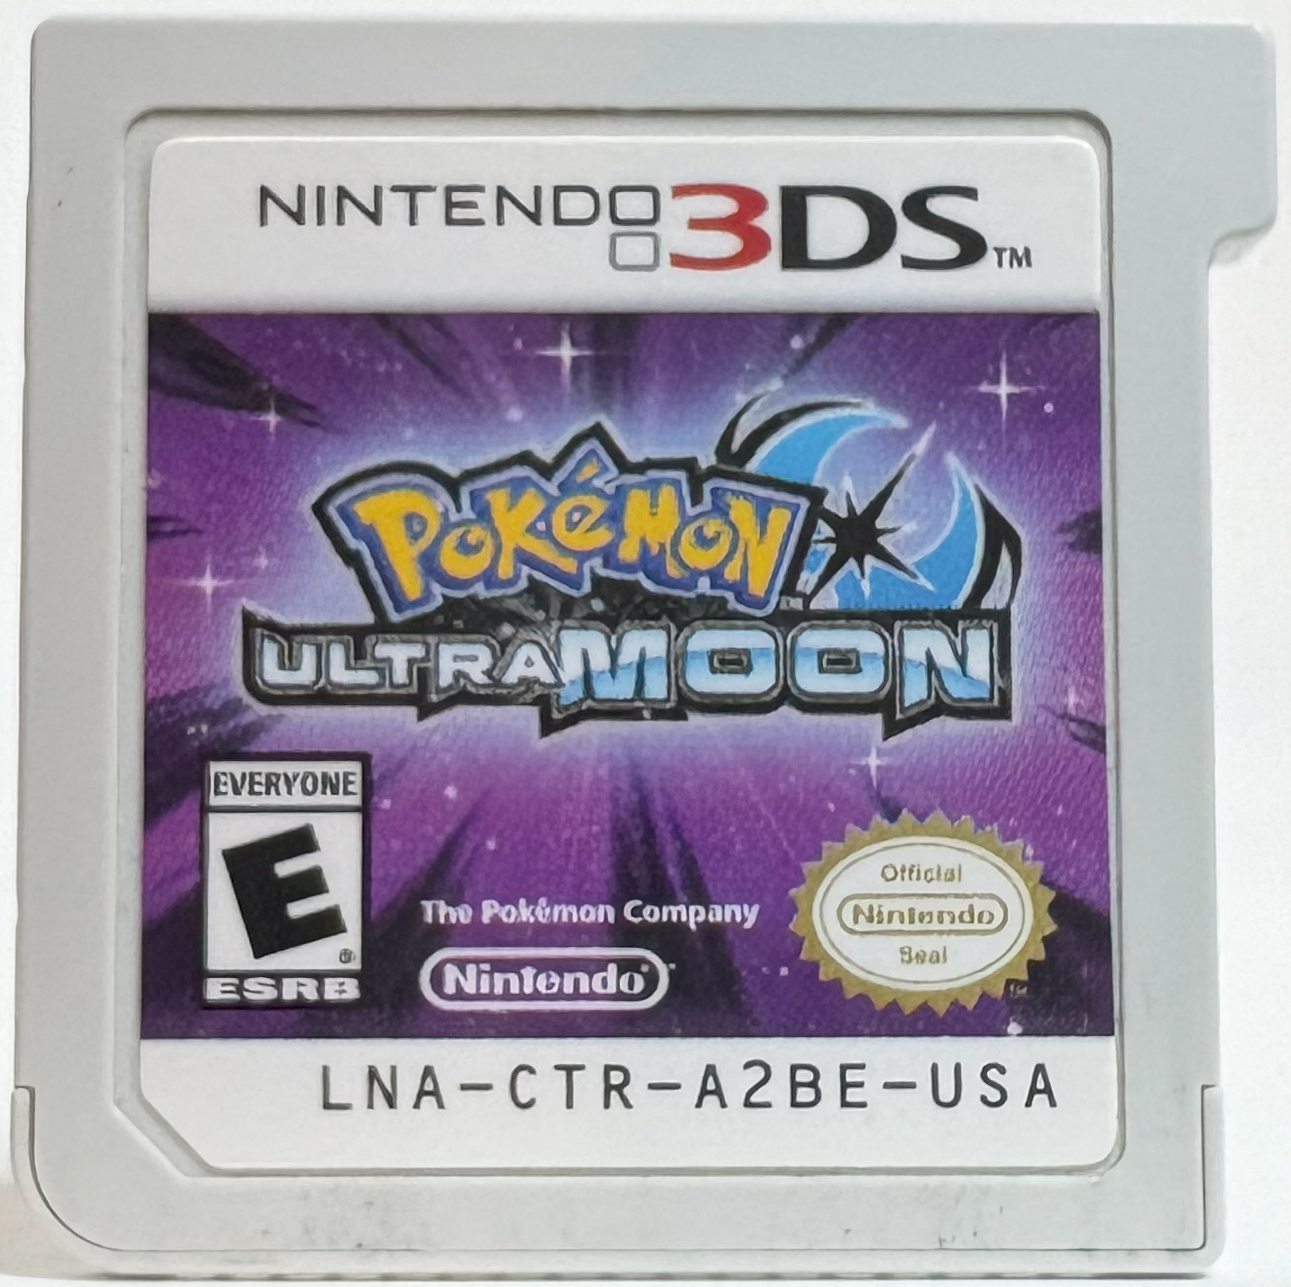 NINTENDO 3DS™
POKéMON
ULTRA MOON
EVERYONE
E
®
ESRB
The Pokémon Company
Nintendo®
Official
Nintendo
Seal
LNA-CTR-A2BE-USA